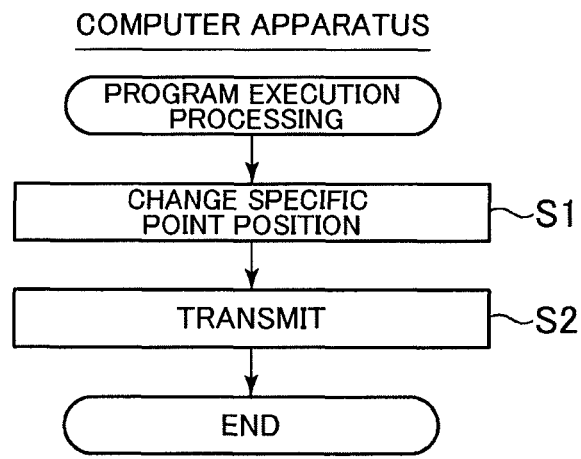 COMPUTER APPARATUS
PROGRAM EXECUTION
PROCESSING
CHANGE SPECIFIC
POINT POSITION
S1
TRANSMIT
S2
END